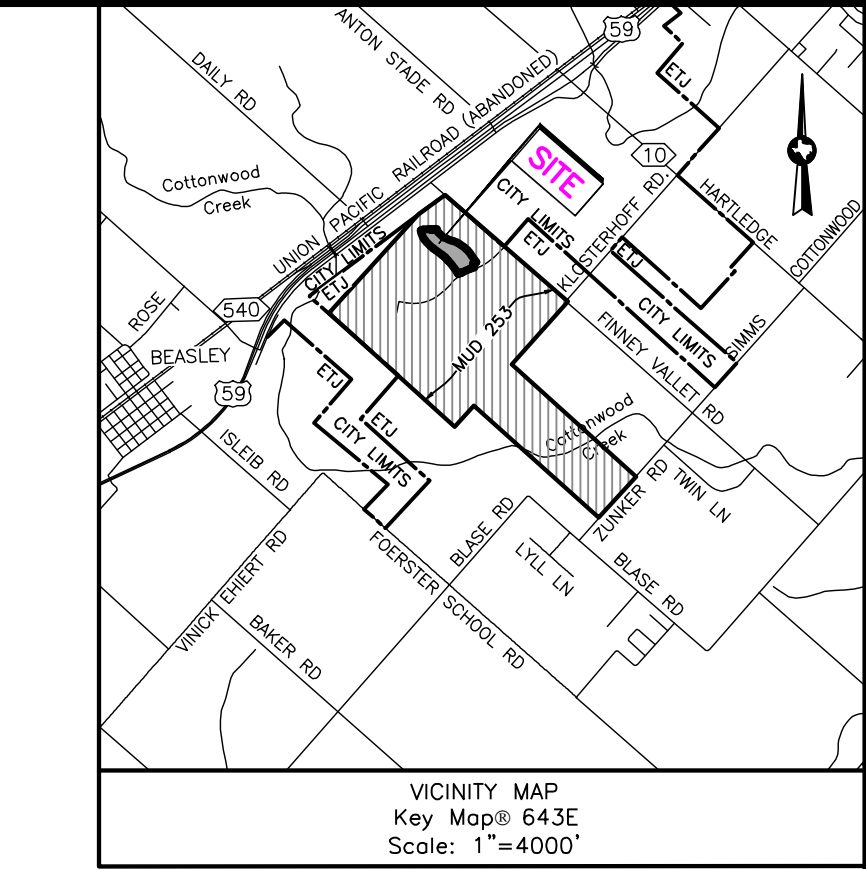 ANTON STADE RD
59
DAILY RD
ETJ
UNION PACIFIC RAILROAD (ABANDONED)
10
SITE
Cottonwood
Creek
CITY LIMITS
KLOSTERHOFF RD.
HARTLEDGE
COTTONWOOD
CITY LIMITS
ETJ
ETJ
ETJ
540
ROSE
CITY LIMITS
SIMMS
MUD 253
FINNEY VALLET RD
BEASLEY
59
ETJ
ETJ
CITY LIMITS
Cottonwood
Creek
ISLEIB RD
ZUNKER RD
TWIN LN
BLASE RD
FOERSTER SCHOOL RD
LYLL LN
BLASE RD
VINICK EHIERT RD
BAKER RD
VICINITY MAP
Key Map® 643E
Scale: 1"=4000'